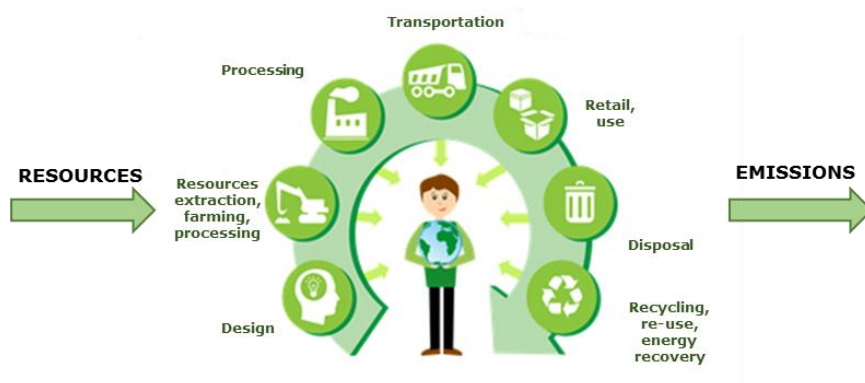 Transportation
Processing
Retail,
use
RESOURCES
Resources
extraction,
farming,
processing
EMISSIONS
Disposal
Design
Recycling,
re-use,
energy
recovery